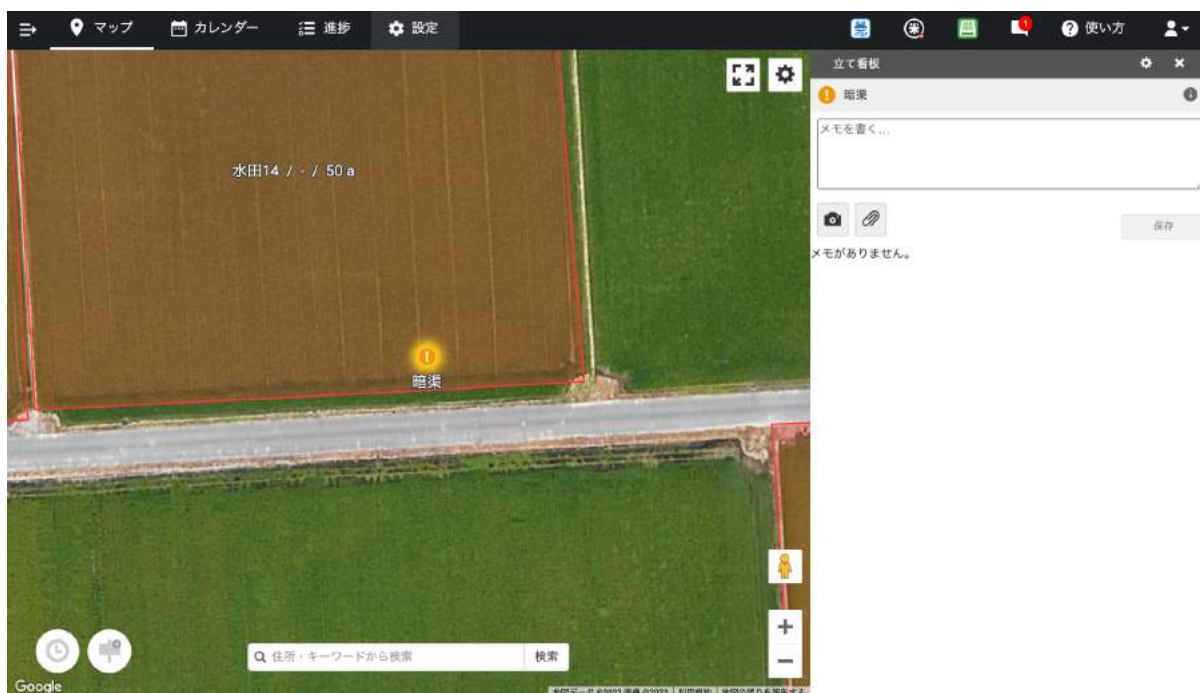 マップ
カレンダー
進捗
設定
1
使い方
立て看板
暗渠
メモを書く...
保存
メモがありません。
水田14 / - / 50 a
暗渠
住所・キーワードから検索
検索
Google